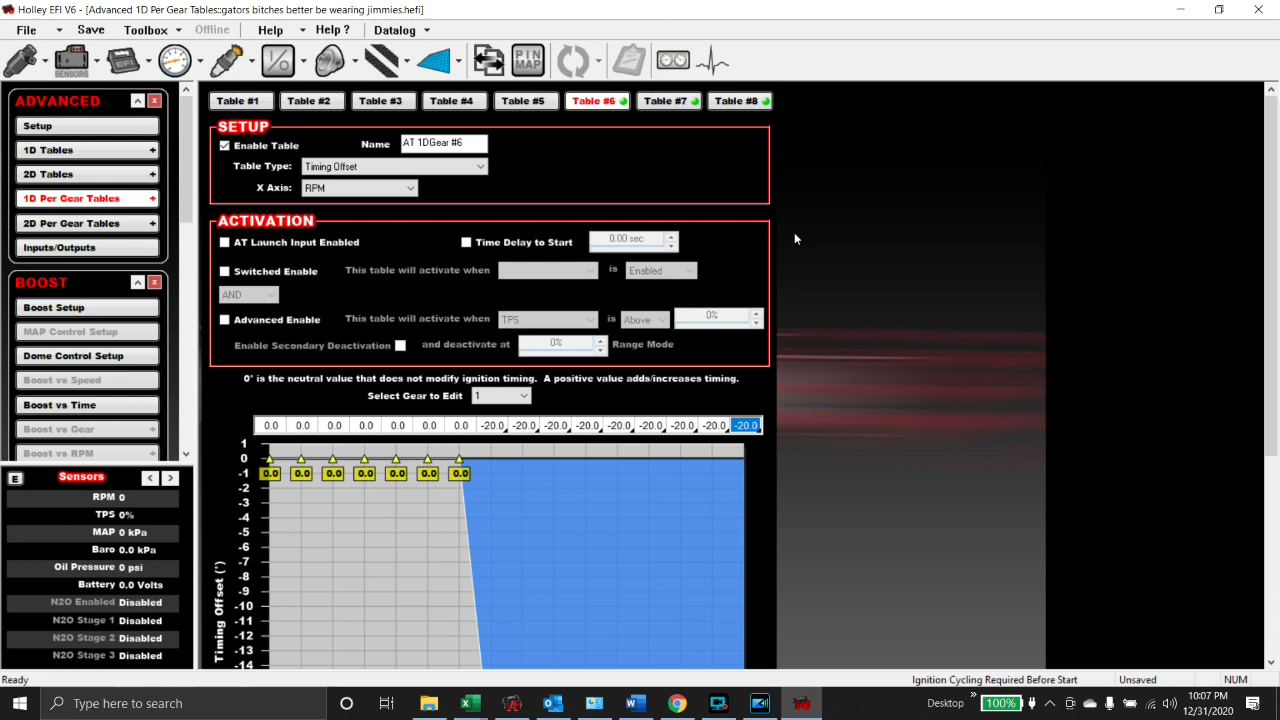 Holley EFI V6 - [Advanced 1D Per Gear Tables::gators bitches better be wearing jimmies.hefi]
File Save Toolbox Offline Help Help ? Datalog
SENSORS EFI PIN MAP
ADVANCED
Setup
1D Tables +
2D Tables +
1D Per Gear Tables +
2D Per Gear Tables +
Inputs/Outputs
BOOST
Boost Setup
MAP Control Setup
Dome Control Setup
Boost vs Speed
Boost vs Time
Boost vs Gear +
Boost vs RPM
E Sensors < >
RPM 0
TPS 0%
MAP 0 kPa
Baro 0.0 kPa
Oil Pressure 0 psi
Battery 0.0 Volts
N2O Enabled Disabled
N2O Stage 1 Disabled
N2O Stage 2 Disabled
N2O Stage 3 Disabled
Table #1 Table #2 Table #3 Table #4 Table #5 Table #6 Table #7 Table #8
SETUP
Enable Table Name AT 1DGear #6
Table Type: Timing Offset
X Axis: RPM
ACTIVATION
AT Launch Input Enabled Time Delay to Start 0.00 sec
Switched Enable This table will activate when is Enabled
AND
Advanced Enable This table will activate when TPS is Above 0%
Enable Secondary Deactivation and deactivate at 0% Range Mode
0° is the neutral value that does not modify ignition timing. A positive value adds/increases timing.
Select Gear to Edit 1
0.0 0.0 0.0 0.0 0.0 0.0 0.0 -20.0 -20.0 -20.0 -20.0 -20.0 -20.0 -20.0 -20.0 -20.0
1
0
-1 0.0 0.0 0.0 0.0 0.0 0.0 0.0
-2
-3
-4
-5
-6
-7
-8
-9
-10
-11
-12
-13
-14
Timing Offset (°)
Ready Ignition Cycling Required Before Start Unsaved NUM
Type here to search Desktop » 100% 10:07 PM
12/31/2020